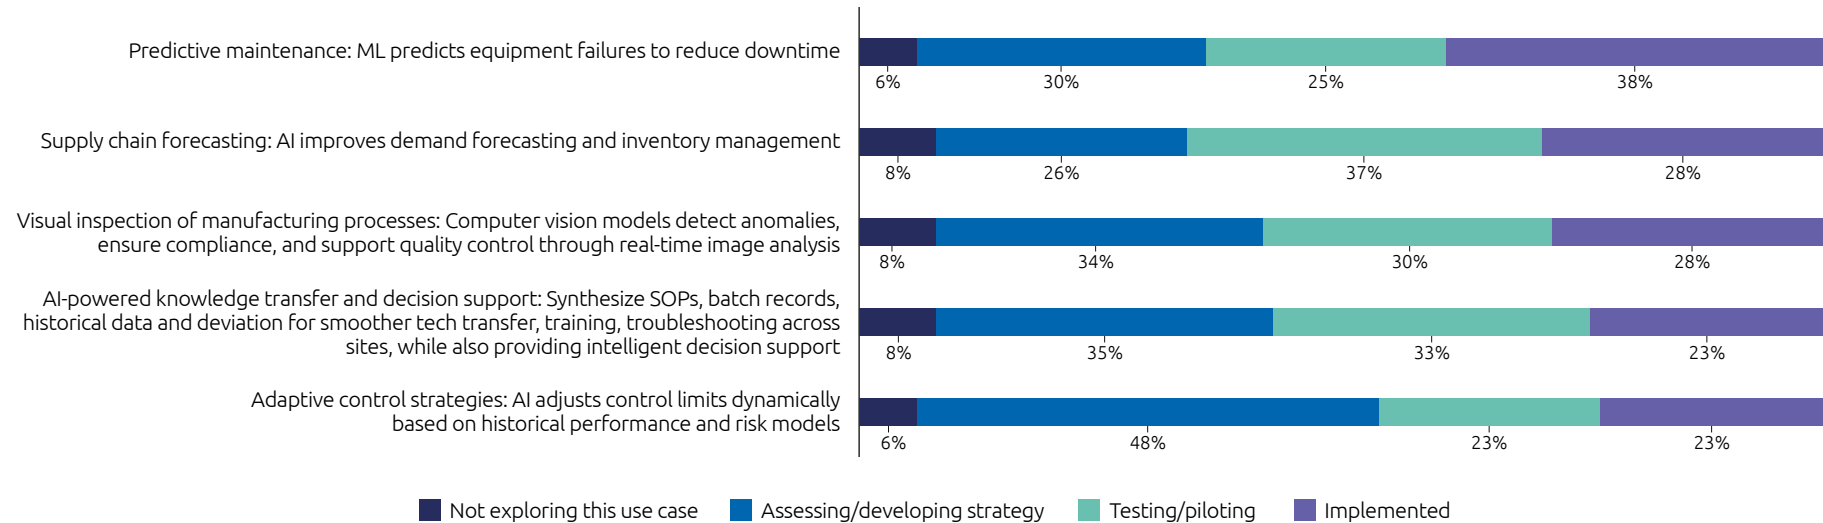 Predictive maintenance: ML predicts equipment failures to reduce downtime
6% 30% 25% 38%
Supply chain forecasting: AI improves demand forecasting and inventory management
8% 26% 37% 28%
Visual inspection of manufacturing processes: Computer vision models detect anomalies,
ensure compliance, and support quality control through real-time image analysis
8% 34% 30% 28%
AI-powered knowledge transfer and decision support: Synthesize SOPs, batch records,
historical data and deviation for smoother tech transfer, training, troubleshooting across
sites, while also providing intelligent decision support
8% 35% 33% 23%
Adaptive control strategies: AI adjusts control limits dynamically
based on historical performance and risk models
6% 48% 23% 23%
Not exploring this use case Assessing/developing strategy Testing/piloting Implemented